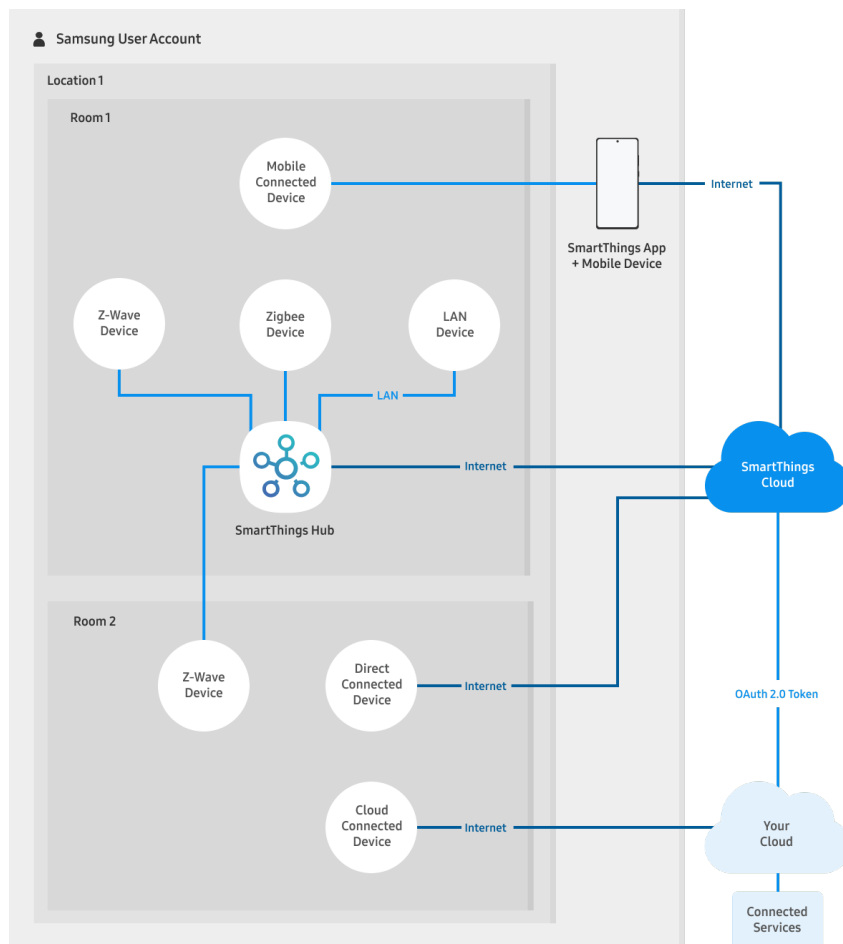 Samsung User Account
Location 1
Room 1
Mobile
Connected
Device
Internet
SmartThings App
+ Mobile Device
Z-Wave
Device
Zigbee
Device
LAN
Device
LAN
SmartThings Hub
Internet
SmartThings
Cloud
Room 2
Z-Wave
Device
Direct
Connected
Device
Internet
OAuth 2.0 Token
Cloud
Connected
Device
Internet
Your
Cloud
Connected
Services